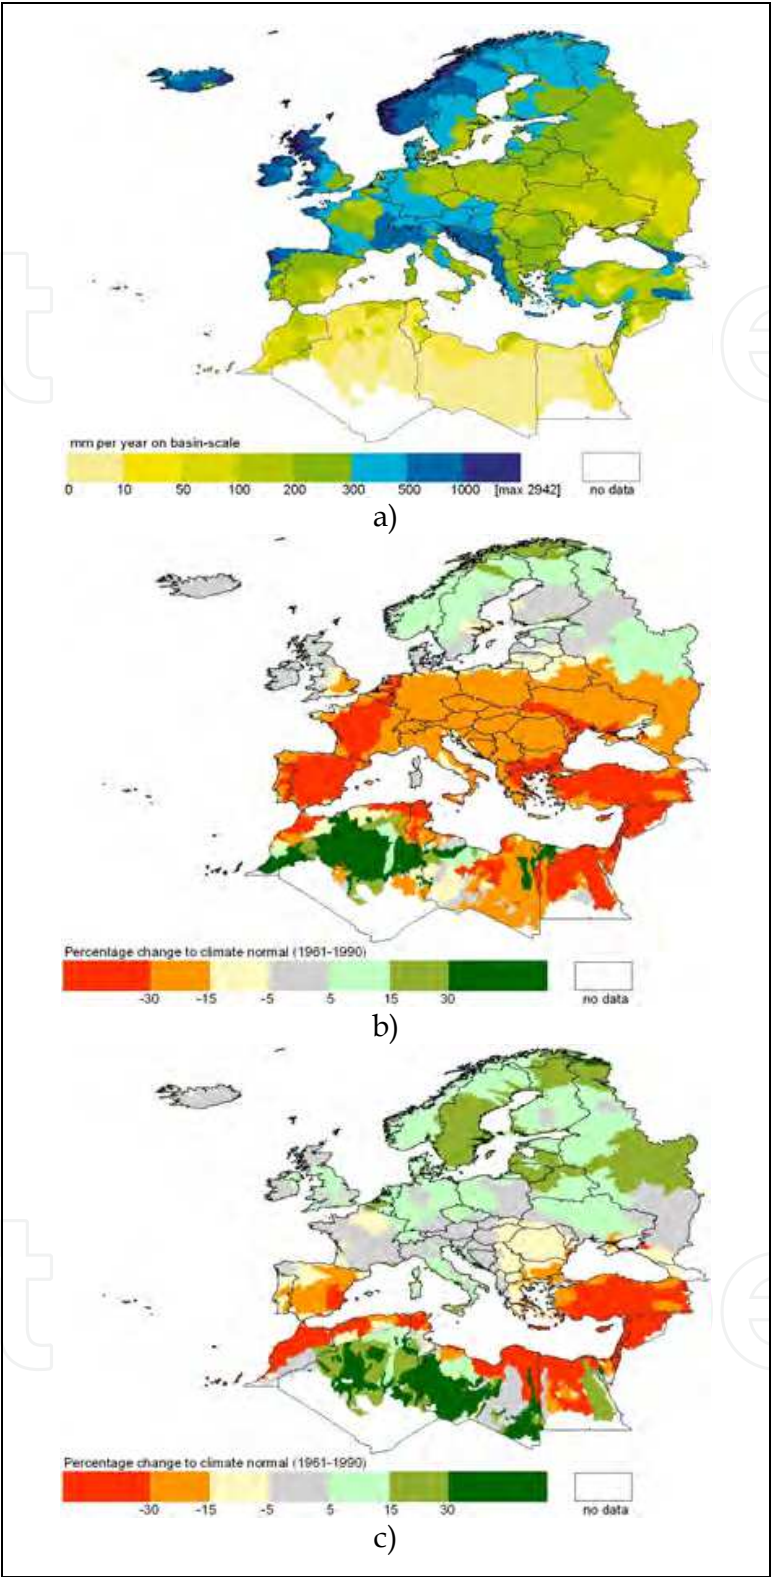 mm per year on basin-scale
0 10 50 100 200 300 500 1000 [max 2942] no data
a)
Percentage change to climate normal (1961-1990)
-30 -15 -5 5 15 30 no data
b)
Percentage change to climate normal (1961-1990)
-30 -15 -5 5 15 30 no data
c)